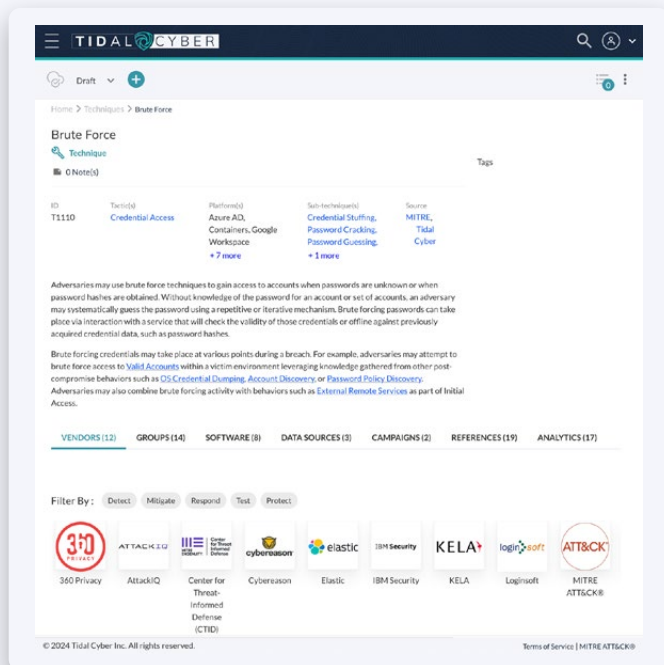 TIDAL CYBER
Draft
0
Home > Techniques > Brute Force
Brute Force
Technique
0 Note(s)
Tags
ID
T1110
Tactic(s)
Credential Access
Platform(s)
Azure AD,
Containers, Google
Workspace
+ 7 more
Sub-technique(s)
Credential Stuffing,
Password Cracking,
Password Guessing,
+ 1 more
Source
MITRE,
Tidal
Cyber
Adversaries may use brute force techniques to gain access to accounts when passwords are unknown or when
password hashes are obtained. Without knowledge of the password for an account or set of accounts, an adversary
may systematically guess the password using a repetitive or iterative mechanism. Brute forcing passwords can take
place via interaction with a service that will check the validity of those credentials or offline against previously
acquired credential data, such as password hashes.
Brute forcing credentials may take place at various points during a breach. For example, adversaries may attempt to
brute force access to Valid Accounts within a victim environment leveraging knowledge gathered from other post-
compromise behaviors such as OS Credential Dumping, Account Discovery, or Password Policy Discovery.
Adversaries may also combine brute forcing activity with behaviors such as External Remote Services as part of Initial
Access.
VENDORS (12) GROUPS (14) SOFTWARE (8) DATA SOURCES (3) CAMPAIGNS (2) REFERENCES (19) ANALYTICS (17)
Filter By : Detect Mitigate Respond Test Protect
360 PRIVACY
360 Privacy
ATTACKIQ
AttackIQ
Center
for Threat
Informed
Defense
Center for
Threat-
Informed
Defense
(CTID)
cybereason
Cybereason
elastic
Elastic
IBM Security
IBM Security
KELA
KELA
loginsoft
Loginsoft
ATT&CK
MITRE
ATT&CK®
© 2024 Tidal Cyber Inc. All rights reserved.
Terms of Service | MITRE ATT&CK®